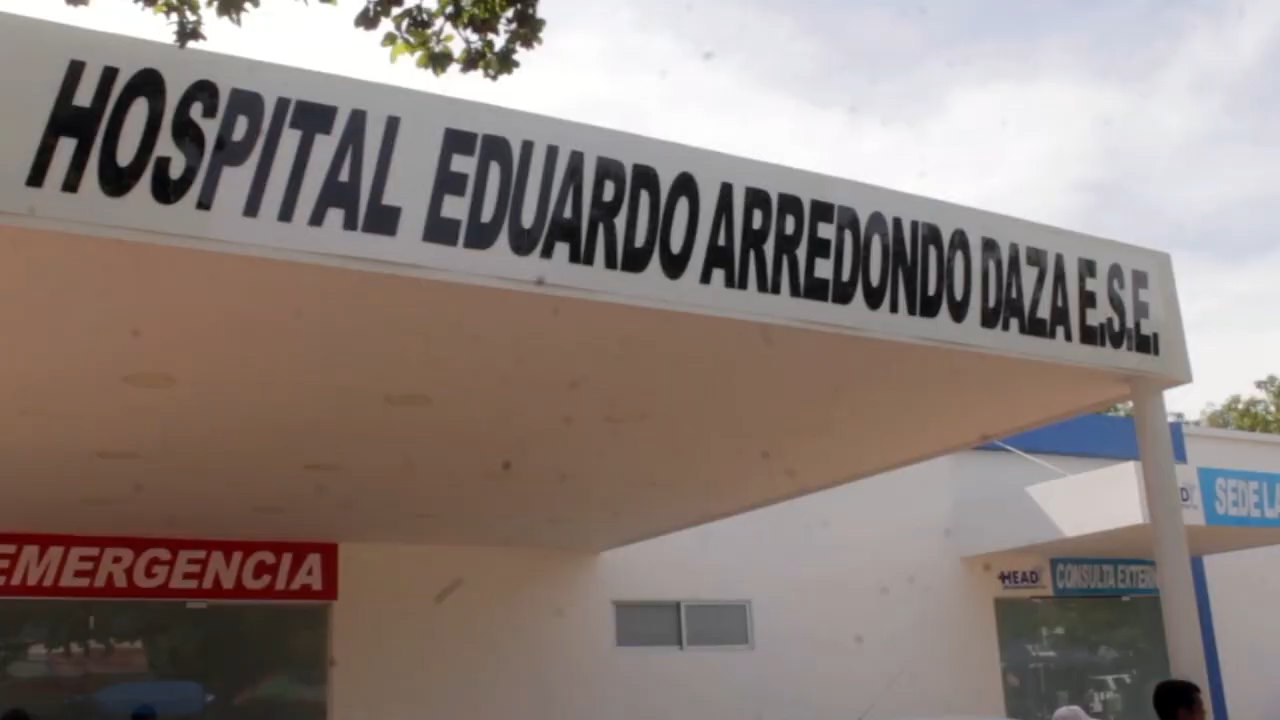 HOSPITAL EDUARDO ARREDONDO DAZA E.S.E.
SEDE LA
EMERGENCIA
HEAD
CONSULTA EXTERN